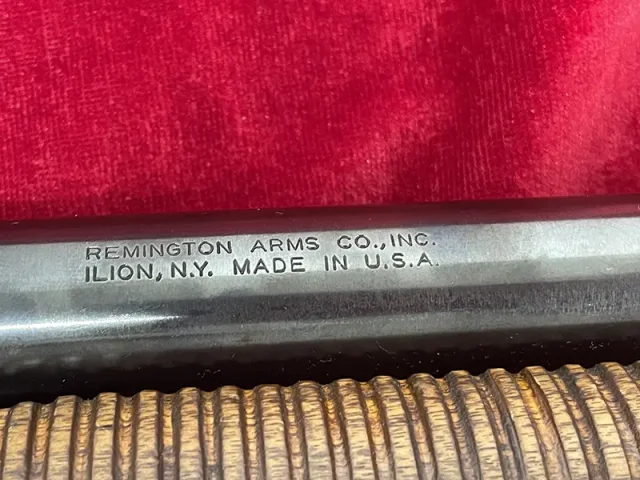 REMINGTON ARMS CO., INC.
ILION, N.Y. MADE IN U.S.A.